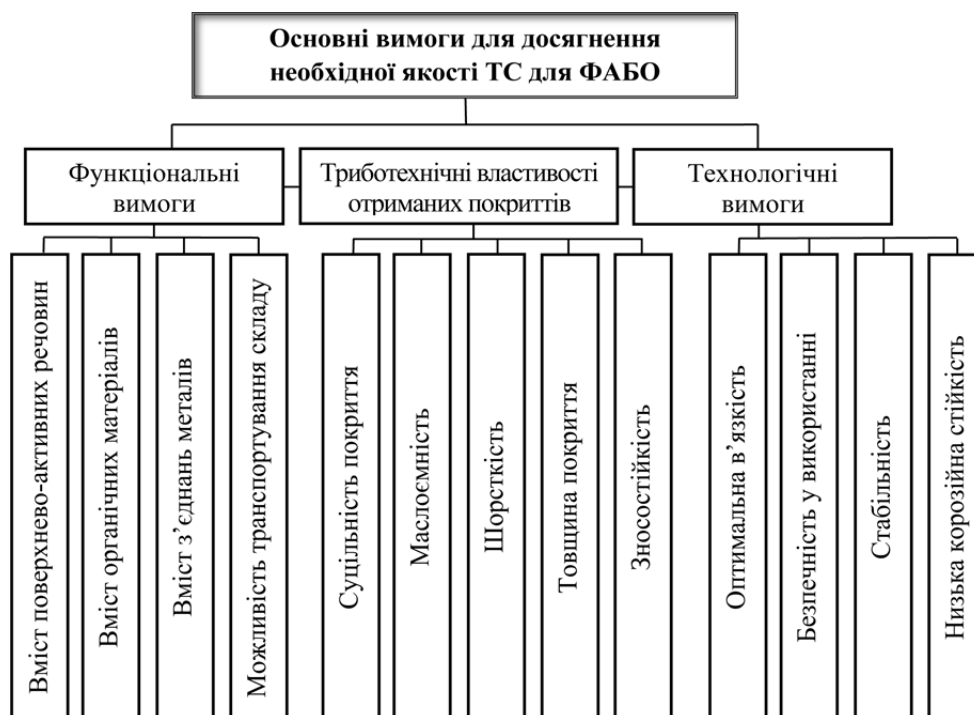 Основні вимоги для досягнення
необхідної якості ТС для ФАБО
Функціональні
вимоги
Триботехнічні властивості
отриманих покриттів
Технологічні
вимоги
Вміст поверхнево-активних речовин
Вміст органічних матеріалів
Вміст з’єднань металів
Можливість транспортування складу
Суцільність покриття
Маслоємність
Шорсткість
Товщина покриття
Зносостійкість
Оптимальна в’язкість
Безпечність у використанні
Стабільність
Низька корозійна стійкість